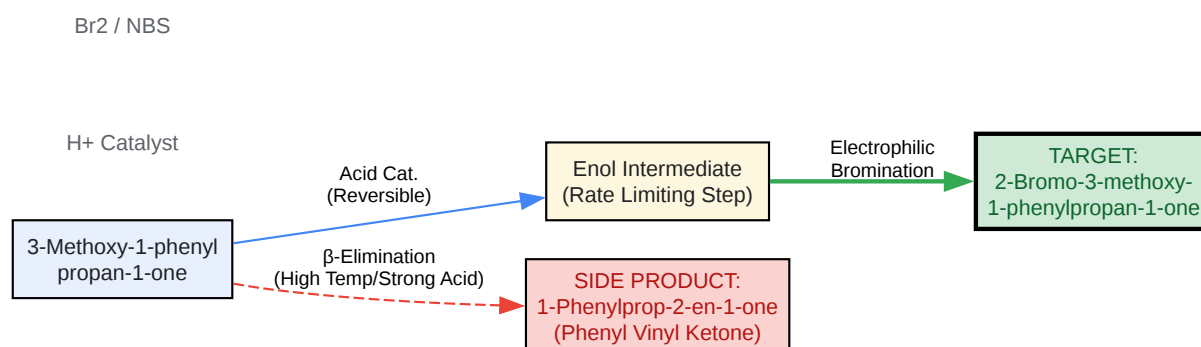 Br2 / NBS
H+ Catalyst
3-Methoxy-1-phenyl
propan-1-one
Acid Cat.
(Reversible)
β-Elimination
(High Temp/Strong Acid)
Enol Intermediate
(Rate Limiting Step)
SIDE PRODUCT:
1-Phenylprop-2-en-1-one
(Phenyl Vinyl Ketone)
Electrophilic
Bromination
TARGET:
2-Bromo-3-methoxy-
1-phenylpropan-1-one